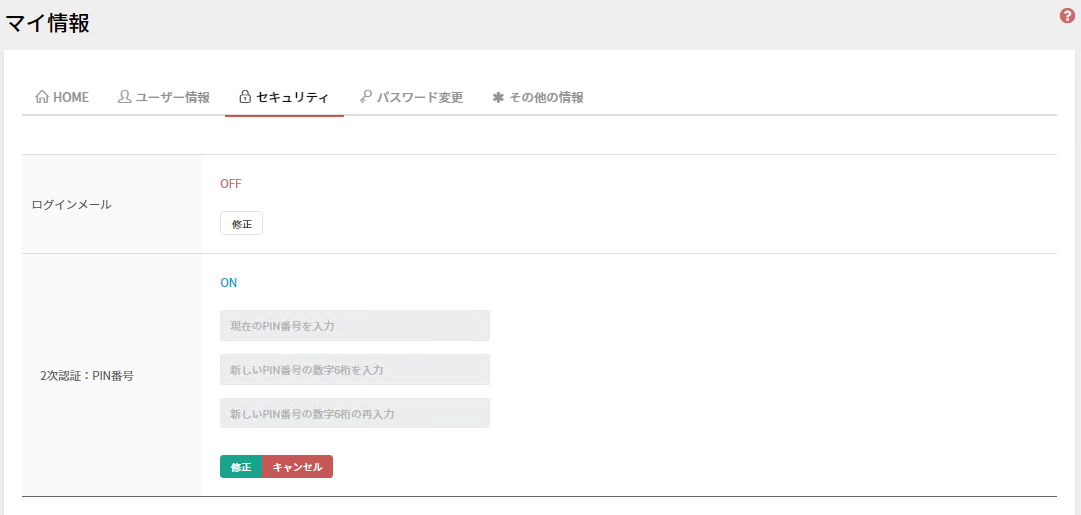 マイ情報
?
HOME ユーザー情報 セキュリティ パスワード変更 その他の情報
ログインメール
OFF
修正
2次認証：PIN番号
ON
現在のPIN番号を入力
新しいPIN番号の数字6桁を入力
新しいPIN番号の数字6桁の再入力
修正 キャンセル